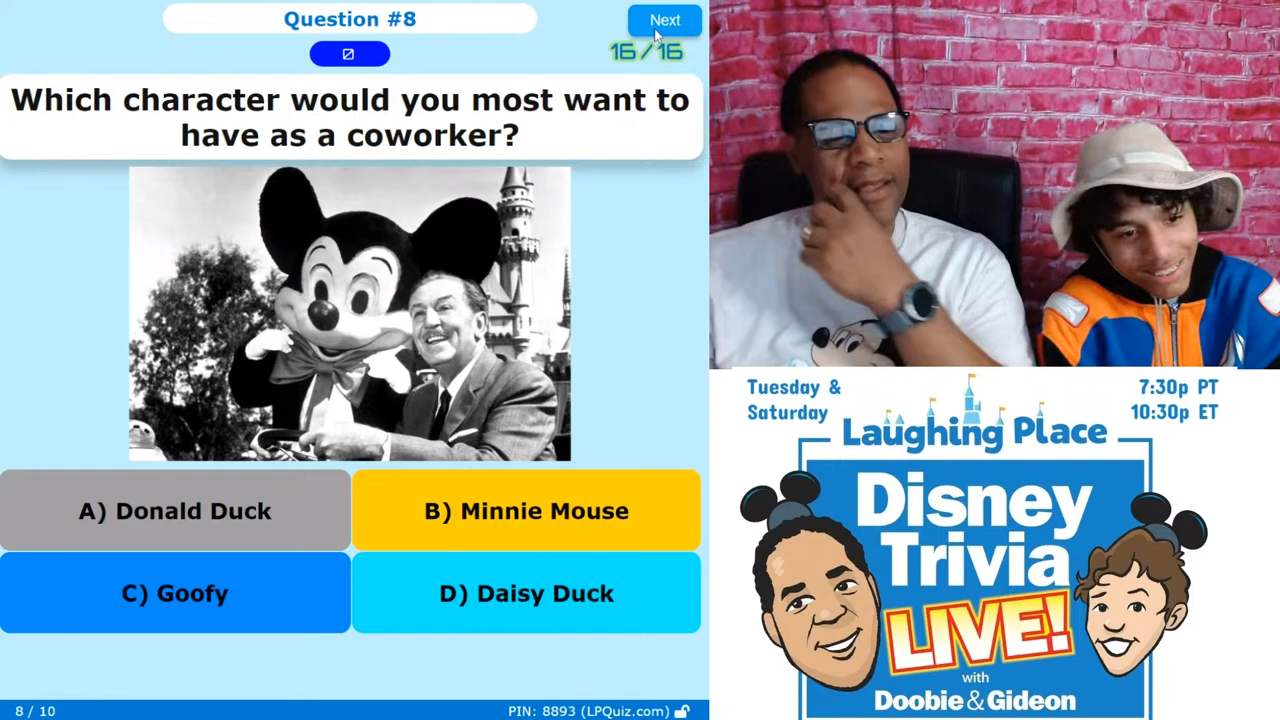 Question #8
Next
16/16
Which character would you most want to
have as a coworker?
A) Donald Duck
B) Minnie Mouse
C) Goofy
D) Daisy Duck
8 / 10
PIN: 8893 (LPQuiz.com)
Tuesday &
Saturday
7:30p PT
10:30p ET
Laughing Place
Disney
Trivia
LIVE!
with
Doobie & Gideon